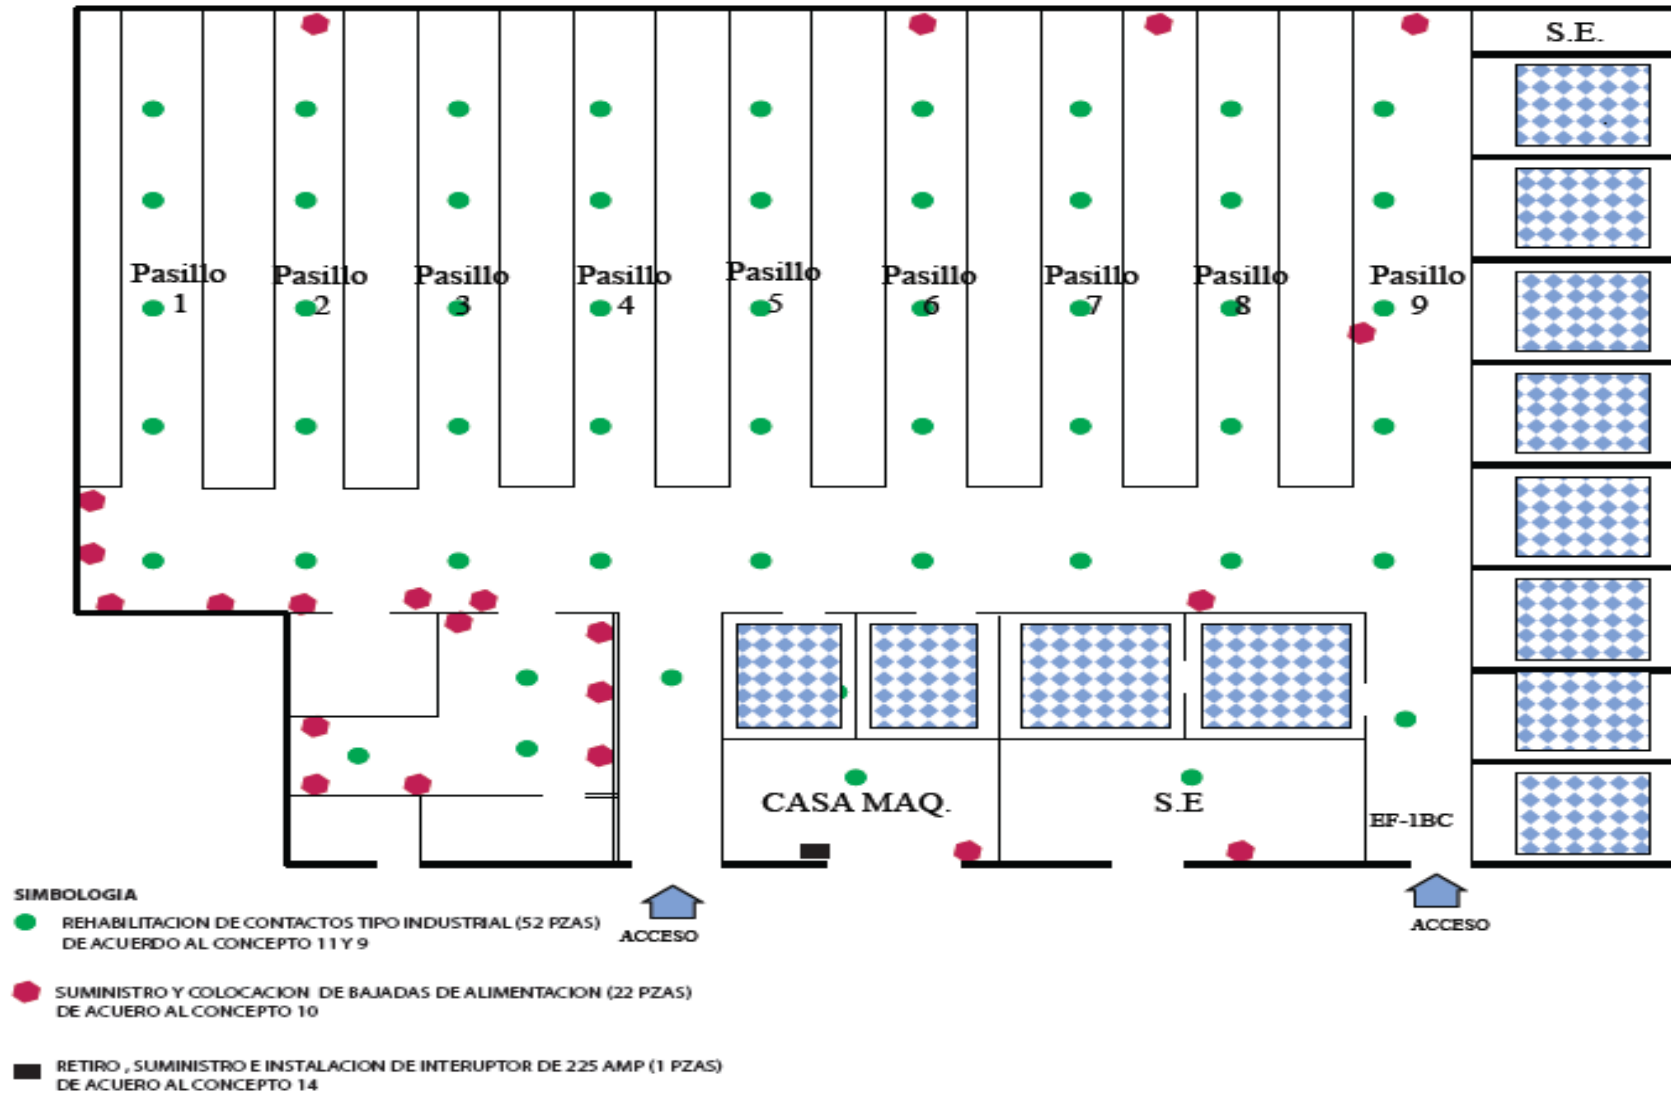 S.E.
Pasillo
1
Pasillo
2
Pasillo
3
Pasillo
4
Pasillo
5
Pasillo
6
Pasillo
7
Pasillo
8
Pasillo
9
CASA MAQ.
S.E
EF-1BC
ACCESO
ACCESO
SIMBOLOGIA
REHABILITACION DE CONTACTOS TIPO INDUSTRIAL (52 PZAS)
DE ACUERDO AL CONCEPTO 11 Y 9
SUMINISTRO Y COLOCACION DE BAJADAS DE ALIMENTACION (22 PZAS)
DE ACUERO AL CONCEPTO 10
RETIRO , SUMINISTRO E INSTALACION DE INTERUPTOR DE 225 AMP (1 PZAS)
DE ACUERO AL CONCEPTO 14